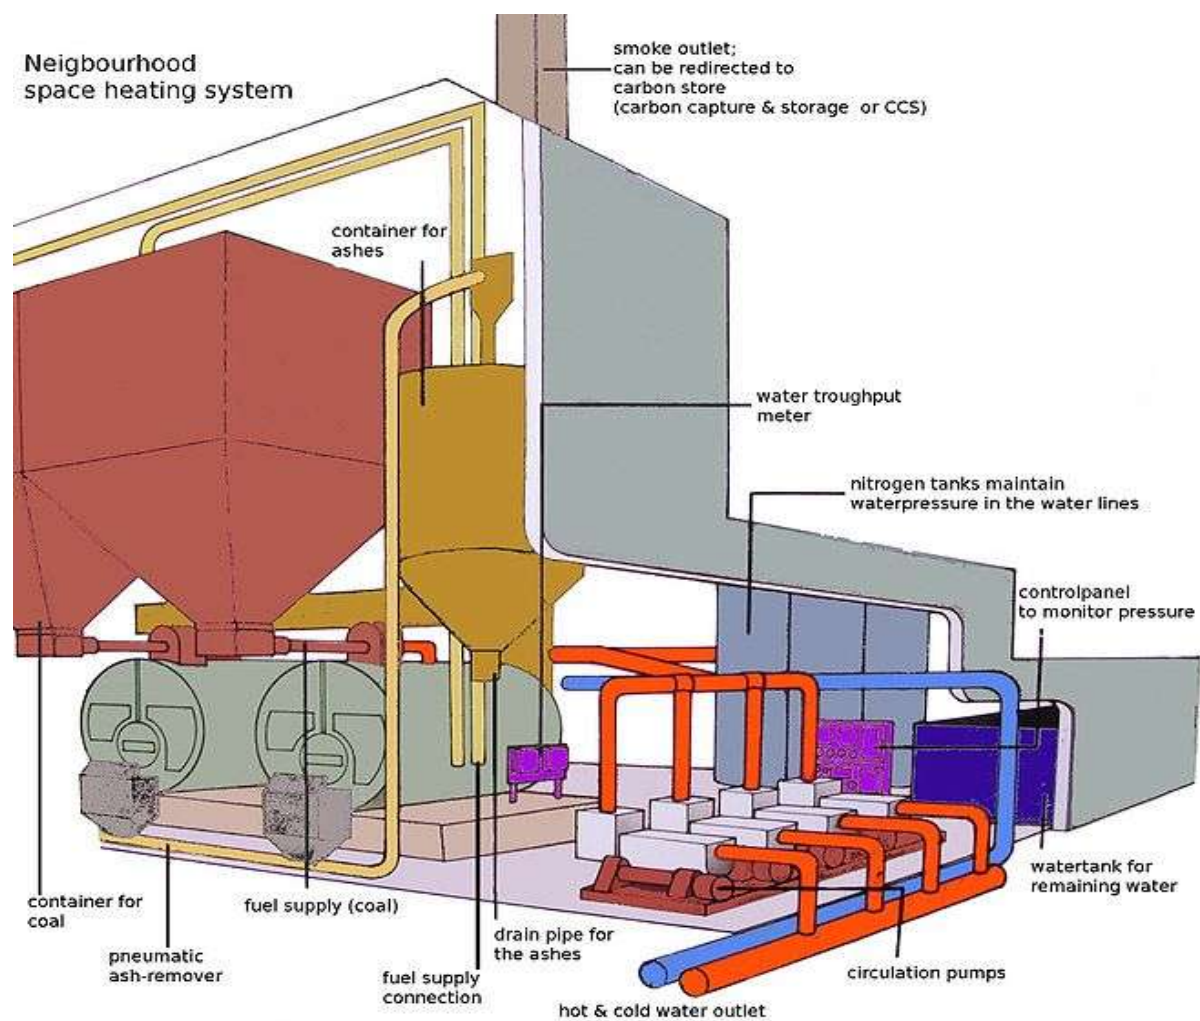 Neigbourhood
space heating system
smoke outlet;
can be redirected to
carbon store
(carbon capture & storage or CCS)
container for
ashes
water troughput
meter
nitrogen tanks maintain
waterpressure in the water lines
controlpanel
to monitor pressure
watertank for
remaining water
container for
coal
fuel supply (coal)
pneumatic
ash-remover
drain pipe for
the ashes
fuel supply
connection
circulation pumps
hot & cold water outlet